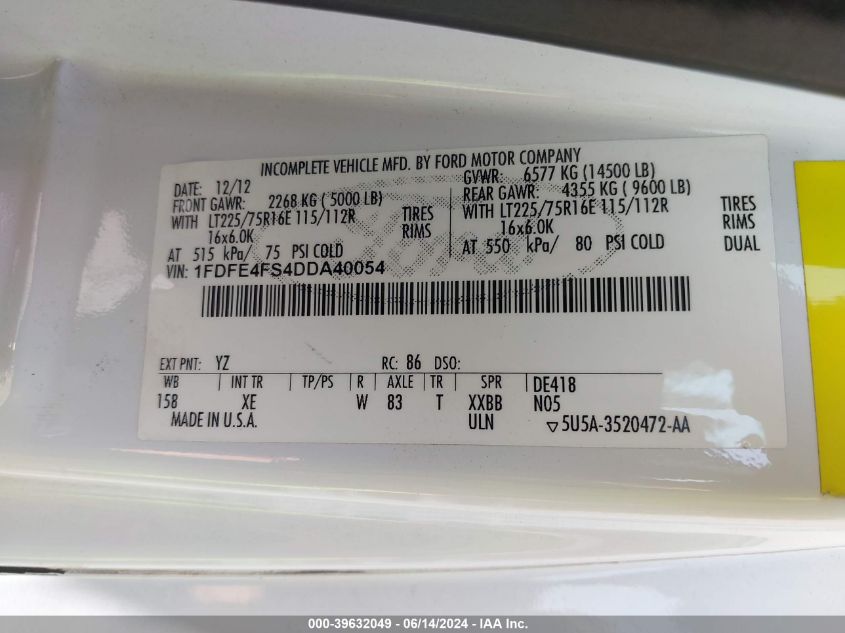 INCOMPLETE VEHICLE MFD. BY FORD MOTOR COMPANY
DATE: 12/12 GVWR: 6577 KG (14500 LB)
FRONT GAWR: 2268 KG ( 5000 LB) REAR GAWR: 4355 KG ( 9600 LB)
WITH LT225/75R16E 115/112R TIRES WITH LT225/75R16E 115/112R TIRES
16x6.0K RIMS 16x6.0K RIMS
AT 515 kPa/ 75 PSI COLD AT 550 kPa/ 80 PSI COLD DUAL
VIN: 1FDFE4FS4DDA40054
EXT PNT: YZ RC: 86 DSO:
WB INT TR TP/PS R AXLE TR SPR DE418
158 XE W 83 T XXBB N05
MADE IN U.S.A. ULN ▽5U5A-3520472-AA
000-39632049 - 06/14/2024 - IAA Inc.